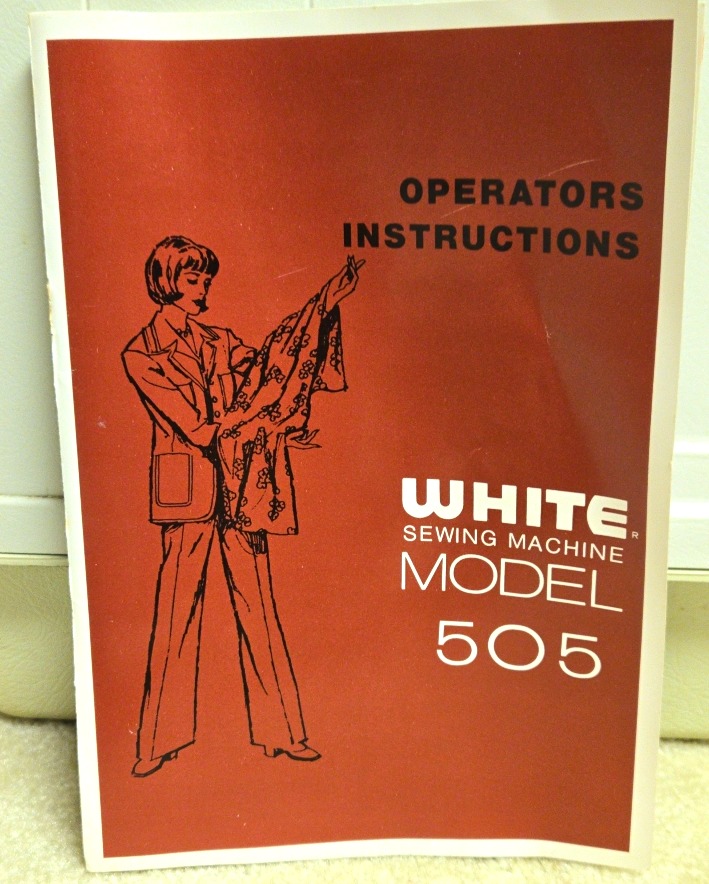 OPERATORS
INSTRUCTIONS
WHITE R
SEWING MACHINE
MODEL
505